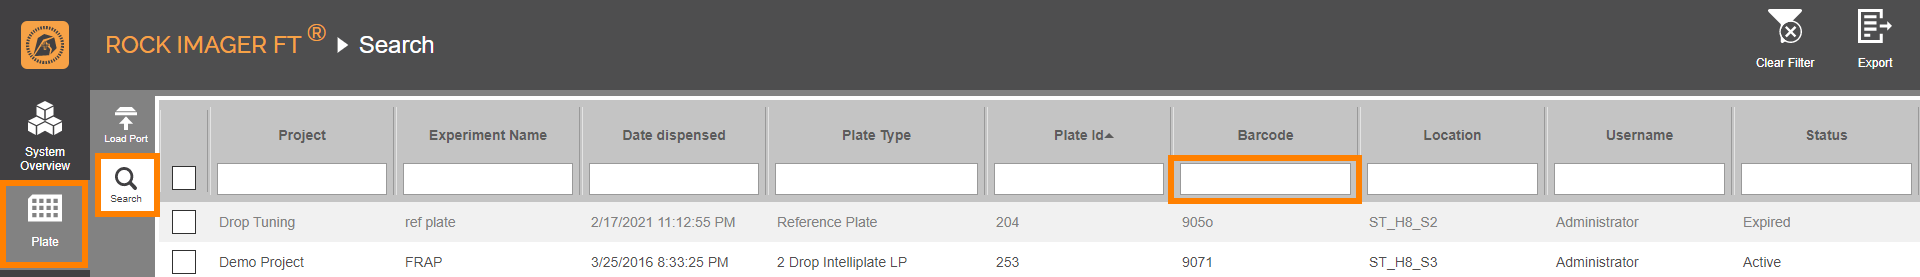 ROCK IMAGER FT ® Search
Clear Filter
Export
System
Overview
Plate
Load Port
Search
Project Experiment Name Date dispensed Plate Type Plate Id Barcode Location Username Status
Drop Tuning ref plate 2/17/2021 11:12:55 PM Reference Plate 204 905o ST_H8_S2 Administrator Expired
Demo Project FRAP 3/25/2016 8:33:25 PM 2 Drop Intelliplate LP 253 9071 ST_H8_S3 Administrator Active